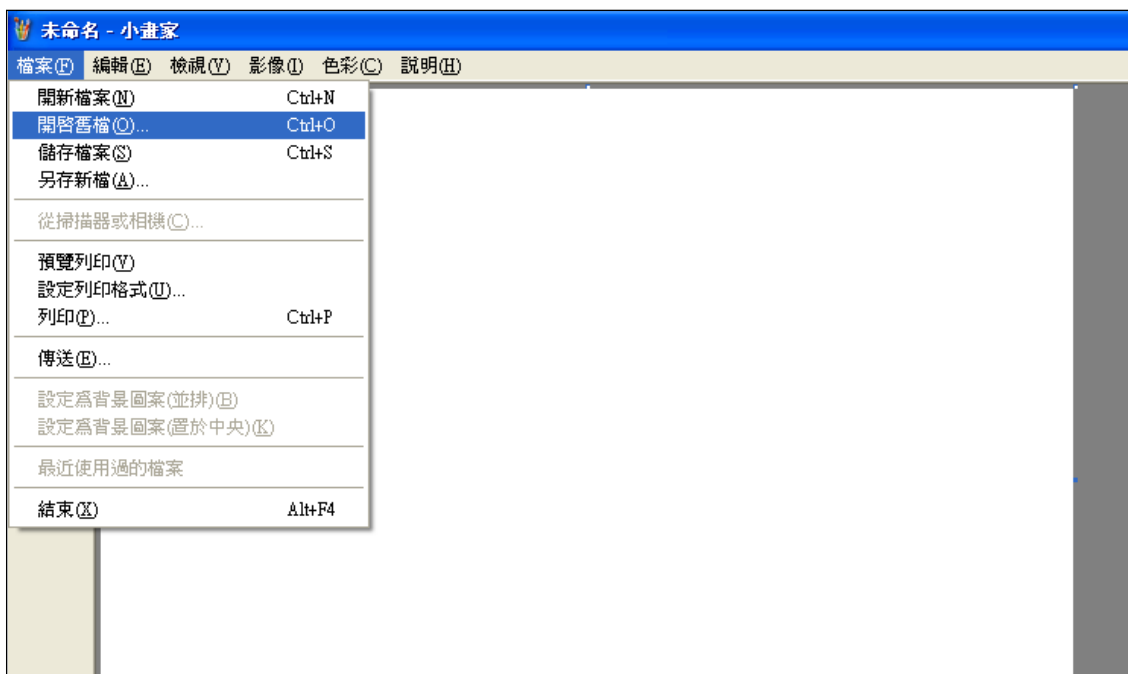 未命名 - 小畫家
檔案(F) 編輯(E) 檢視(V) 影像(I) 色彩(C) 說明(H)
開新檔案(N) Ctrl+N
開啓舊檔(O)... Ctrl+O
儲存檔案(S) Ctrl+S
另存新檔(A)...
從掃描器或相機(C)...
預覽列印(V)
設定列印格式(U)...
列印(P)... Ctrl+P
傳送(E)...
設定爲背景圖案(並排)(B)
設定爲背景圖案(置於中央)(K)
最近使用過的檔案
結束(X) Alt+F4